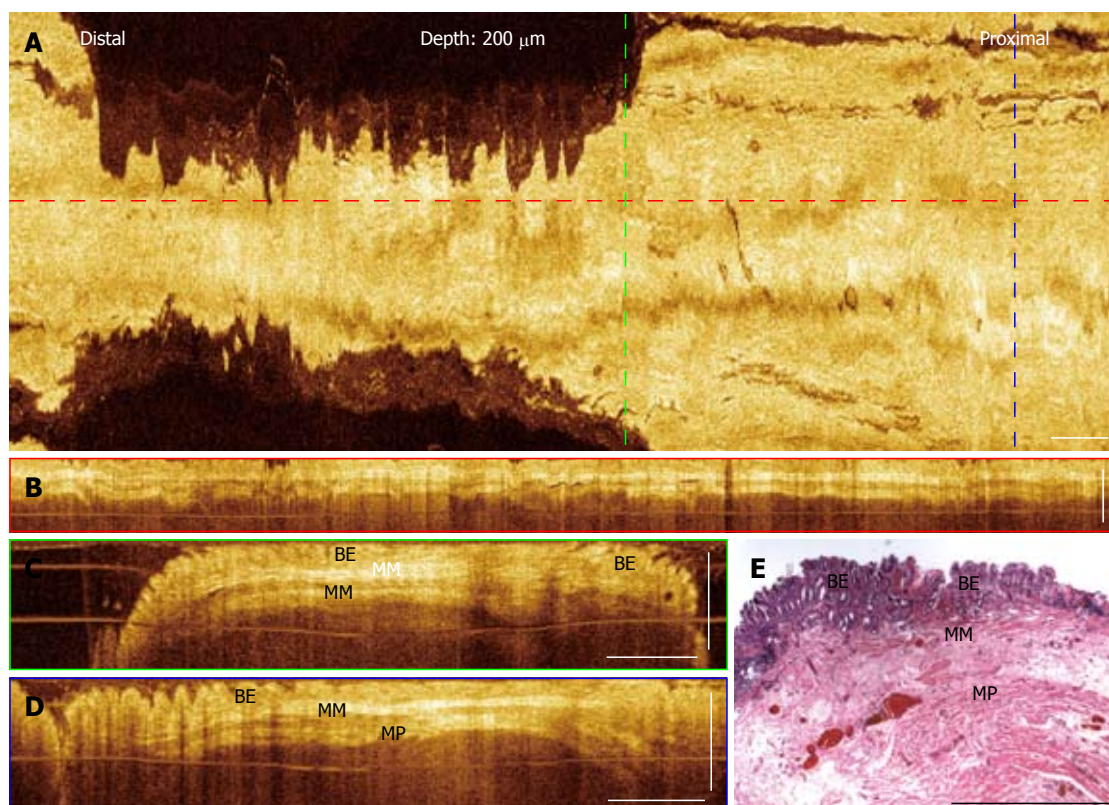 A Distal Depth: 200 μm Proximal
B
C BE MM BE
MM
D BE MM
MP
E BE BE
MM
MP